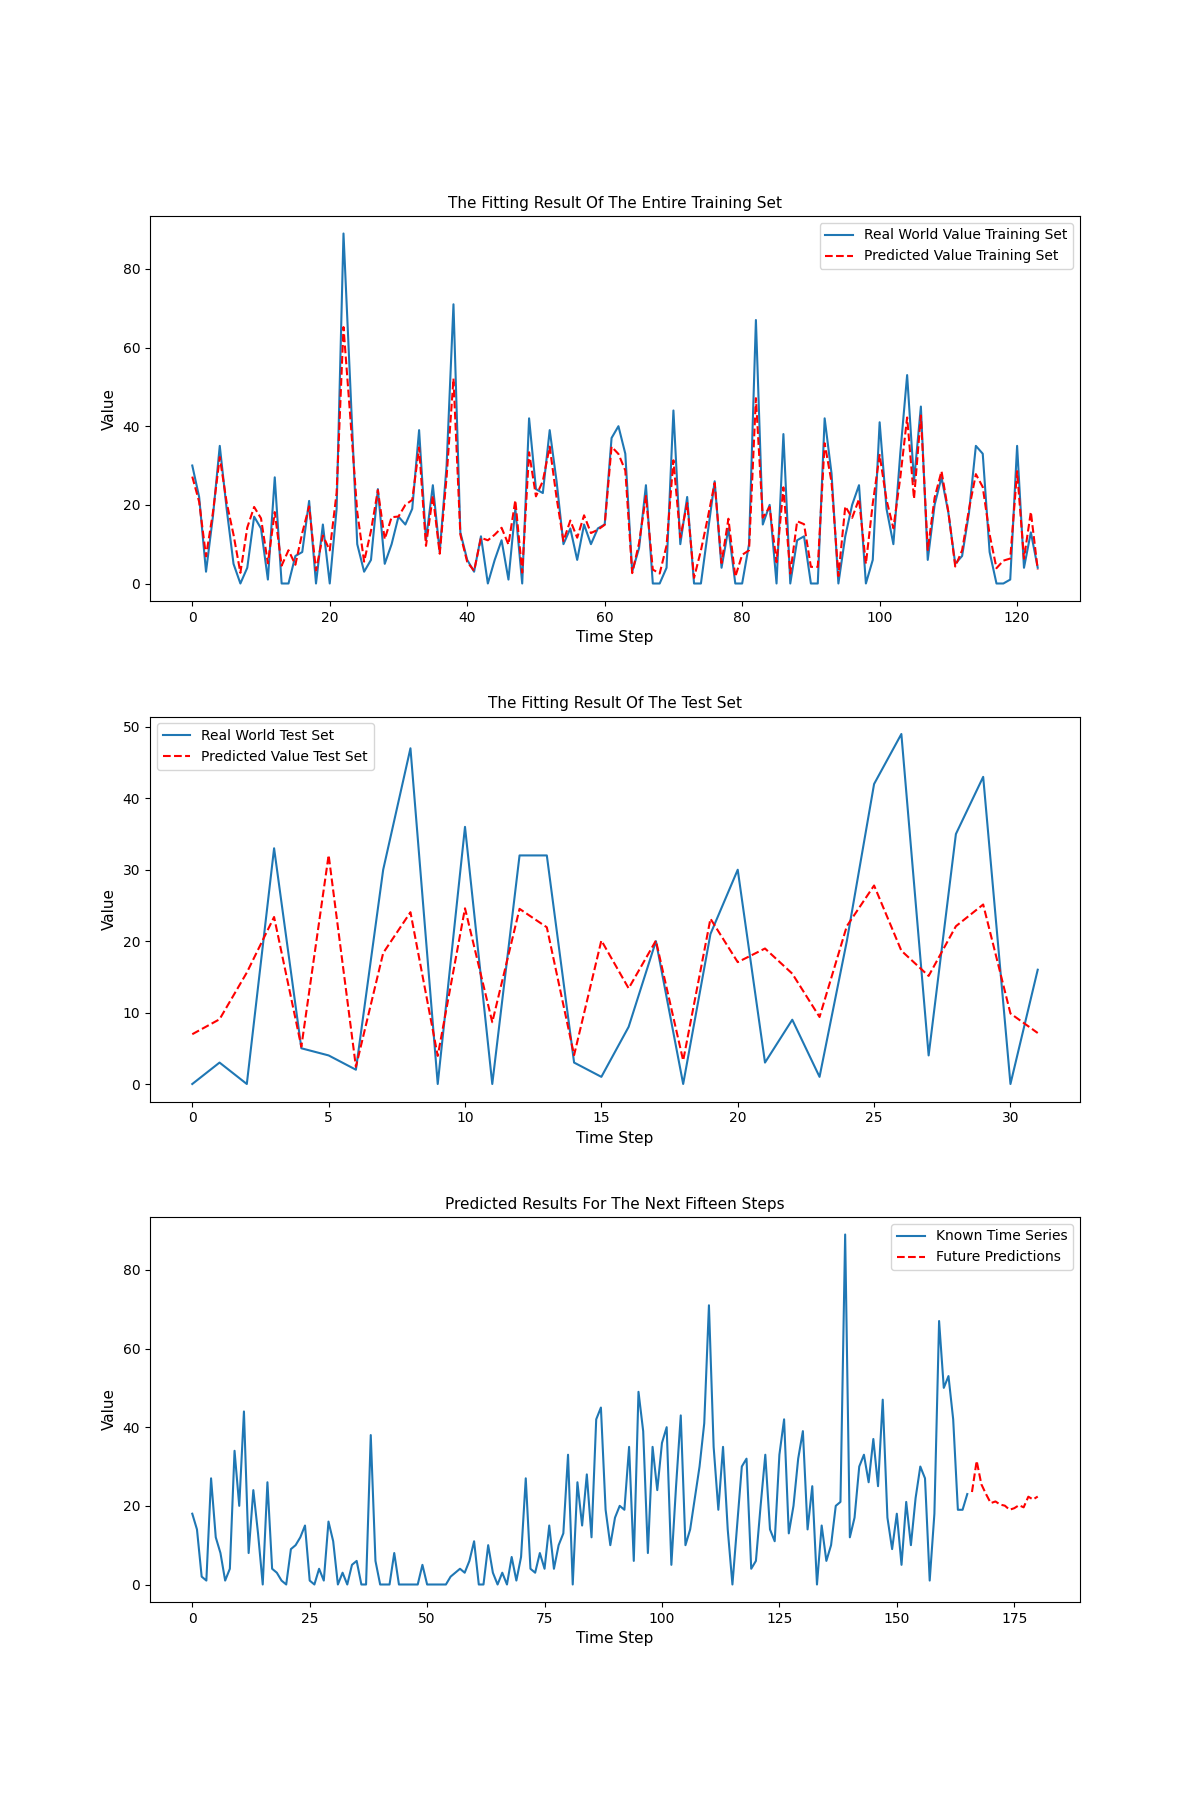 The Fitting Result Of The Entire Training Set
Real World Value Training Set
Predicted Value Training Set
Value
80
60
40
20
0
0 20 40 60 80 100 120
Time Step
The Fitting Result Of The Test Set
Real World Test Set
Predicted Value Test Set
Value
50
40
30
20
10
0
0 5 10 15 20 25 30
Time Step
Predicted Results For The Next Fifteen Steps
Known Time Series
Future Predictions
Value
80
60
40
20
0
0 25 50 75 100 125 150 175
Time Step